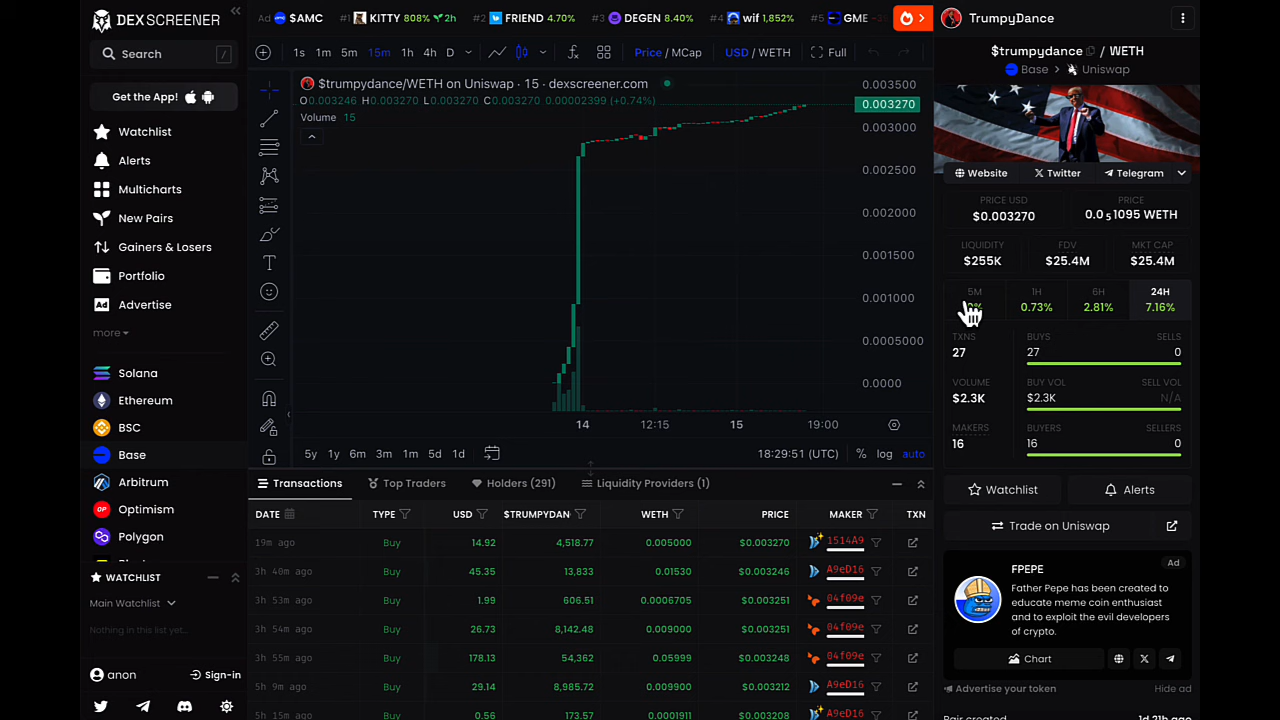 DEXSCREENER
Search /
Get the App!
Watchlist
Alerts
Multicharts
New Pairs
Gainers & Losers
Portfolio
Ad Advertise
more
Solana
Ethereum
BSC
Base
Arbitrum
OP Optimism
Polygon
WATCHLIST
Main Watchlist
Nothing in this list yet...
anon Sign-in
Ad $AMC #1 KITTY 808% 2h #2 FRIEND 4.70% #3 DEGEN 8.40% #4 wif 1,852% #5 GME
1s 1m 5m 15m 1h 4h D Price / MCap USD / WETH Full
$trumpydance/WETH on Uniswap · 15 · dexscreener.com
O0.003246 H0.003270 L0.003270 C0.003270 0.00002399 (+0.74%)
Volume 15
0.003500
0.003270
0.003000
0.002500
0.002000
0.001500
0.001000
0.0005000
0.0000
14 12:15 15 19:00
5y 1y 6m 3m 1m 5d 1d 18:29:51 (UTC) % log auto
Transactions Top Traders Holders (291) Liquidity Providers (1)
DATE TYPE USD $TRUMPYDAN WETH PRICE MAKER TXN
19m ago Buy 14.92 4,518.77 0.005000 $0.003270 1514A9
3h 40m ago Buy 45.35 13,833 0.01530 $0.003246 A9eD16
3h 53m ago Buy 1.99 606.51 0.0006705 $0.003251 04f09e
3h 54m ago Buy 26.73 8,142.48 0.009000 $0.003251 04f09e
3h 55m ago Buy 178.13 54,362 0.05999 $0.003248 04f09e
5h 9m ago Buy 29.14 8,985.72 0.009900 $0.003212 A9eD16
5h 15m ago Buy 0.56 173.57 0.0001911 $0.003208 A9eD16
TrumpyDance
$trumpydance / WETH
Base > Uniswap
Website Twitter Telegram
PRICE USD PRICE
$0.003270 0.0₅1095 WETH
LIQUIDITY FDV MKT CAP
$255K $25.4M $25.4M
5M 1H 6H 24H
0.73% 2.81% 7.16%
TXNS BUYS SELLS
27 27 0
VOLUME BUY VOL SELL VOL
$2.3K $2.3K N/A
MAKERS BUYERS SELLERS
16 16 0
Watchlist Alerts
Trade on Uniswap
FPEPE Ad
Father Pepe has been created to
educate meme coin enthusiast
and to exploit the evil developers
of crypto.
Chart
Advertise your token Hide ad
Pair created 1d 21h ago